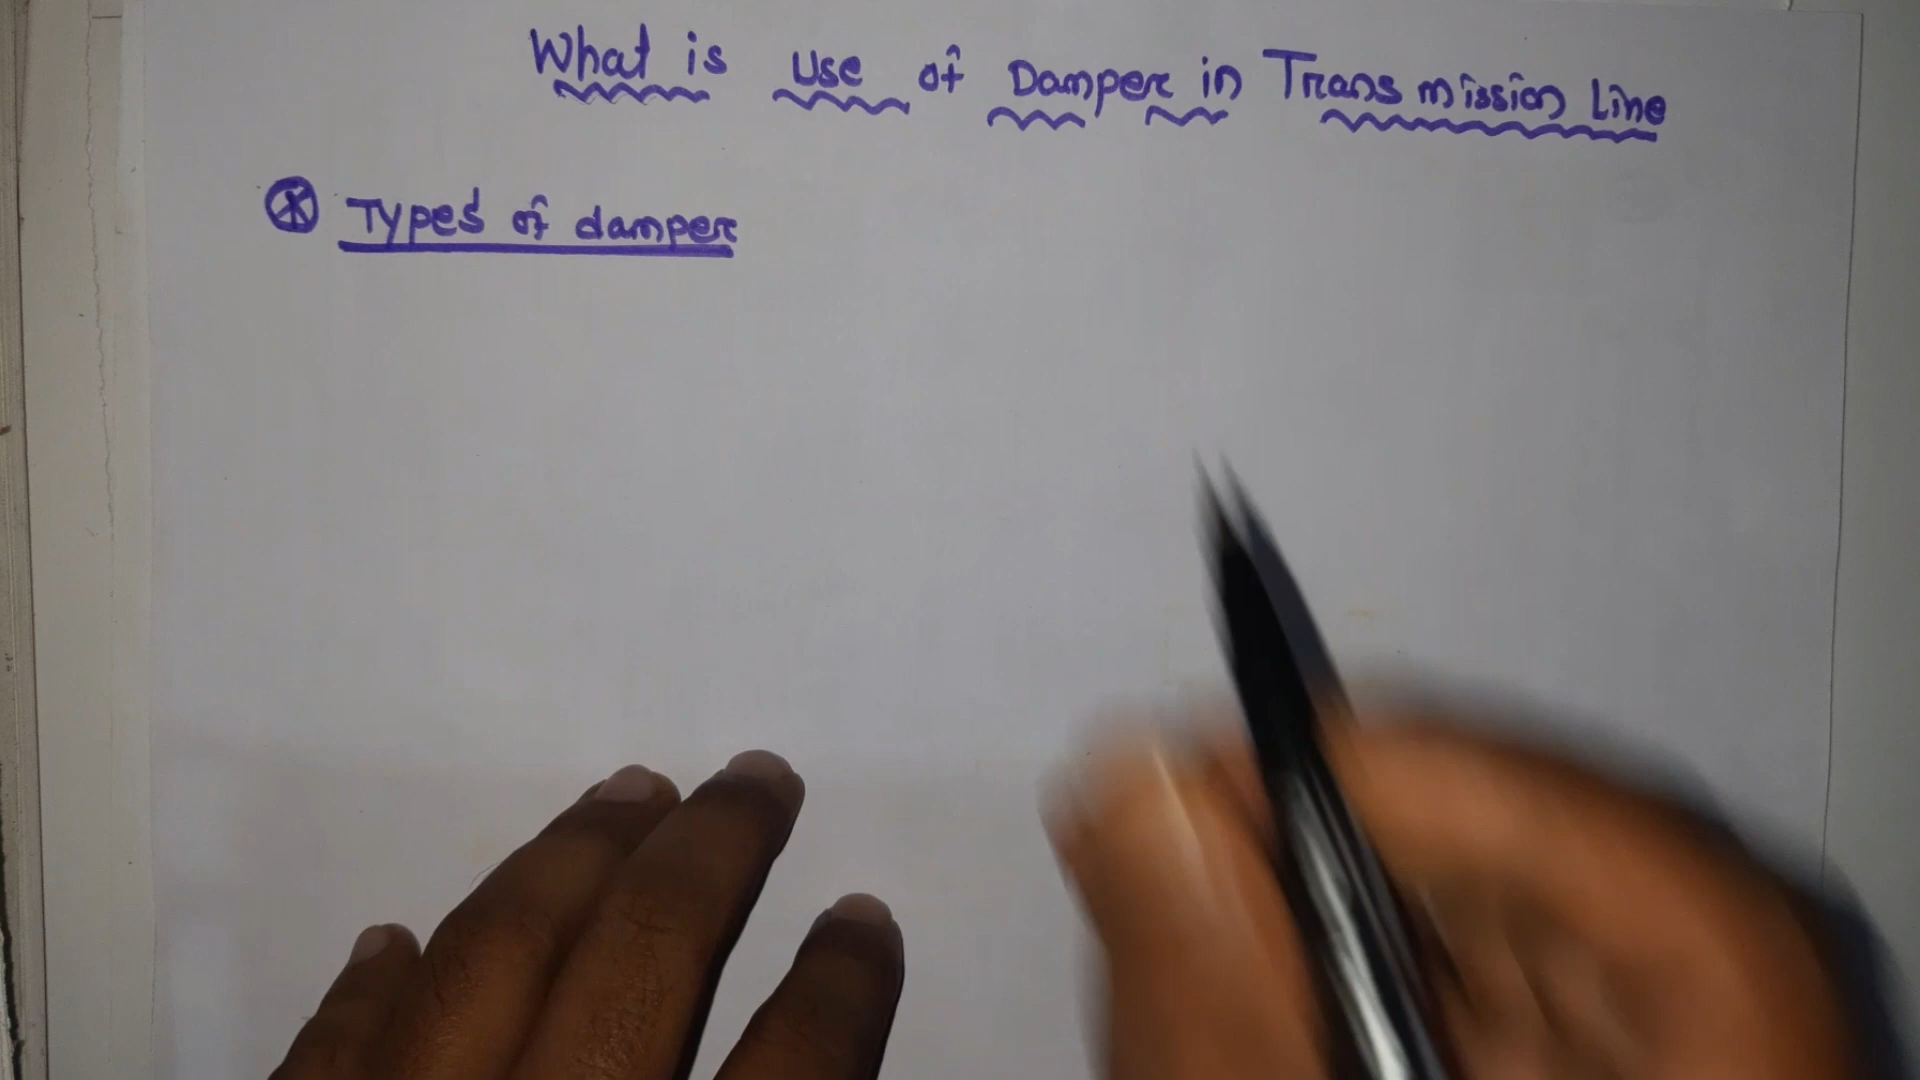 What is Use of Damper in Transmission Line
Types of damper